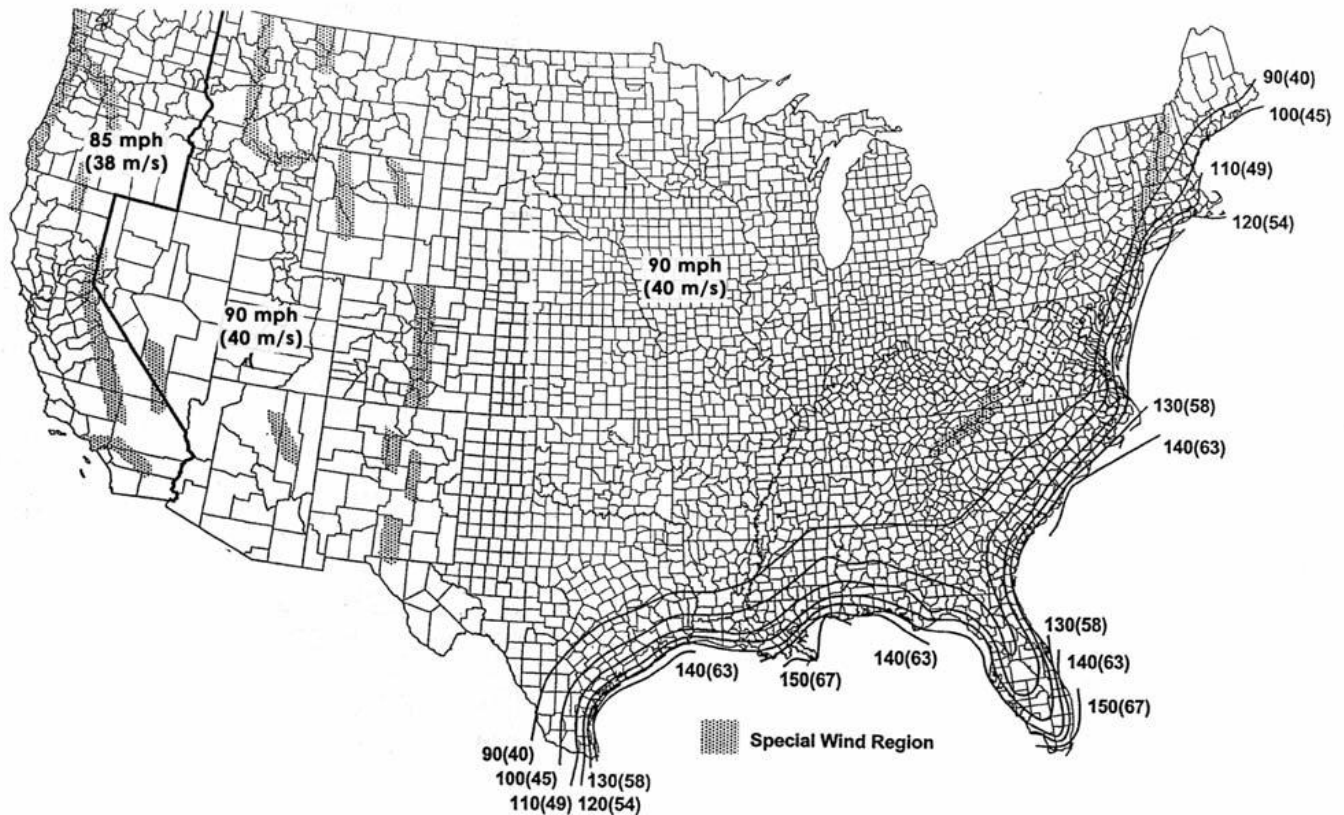 90(40)
100(45)
85 mph
(38 m/s)
110(49)
120(54)
90 mph
(40 m/s)
90 mph
(40 m/s)
130(58)
140(63)
130(58)
140(63)
140(63)
140(63)
150(67)
150(67)
Special Wind Region
90(40)
100(45)
130(58)
110(49)
120(54)